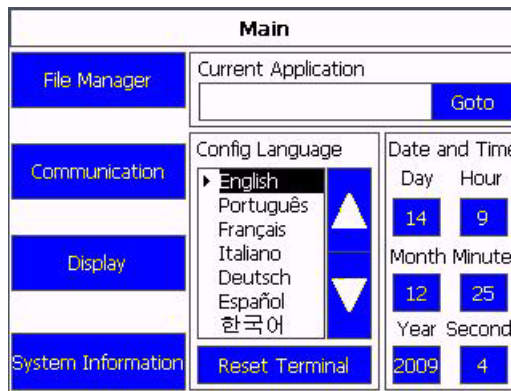 Main
File Manager
Communication
Display
System Information
Current Application
Goto
Config Language
English
Português
Français
Italiano
Deutsch
Español
한국어
Reset Terminal
Date and Time
Day Hour
14 9
Month Minute
12 25
Year Second
2009 4